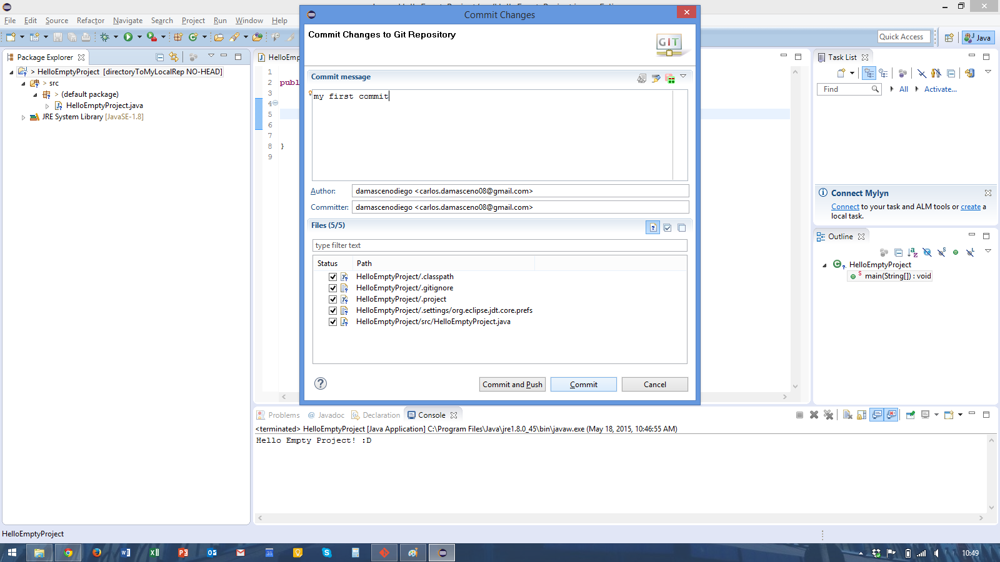 Commit Changes
File Edit Source Refactor Navigate Search Project Run Window Help
Commit Changes to Git Repository
GIT
Quick Access
Java
Package Explorer
HelloEmp
Task List
> HelloEmptyProject [directoryToMyLocalRep NO-HEAD]
> src
> (default package)
HelloEmptyProject.java
JRE System Library [JavaSE-1.8]
1
2 publ
3
4
5
6
7
8 }
9
Commit message
my first commit
Author: damascenodiego <carlos.damasceno08@gmail.com>
Committer: damascenodiego <carlos.damasceno08@gmail.com>
Files (5/5)
type filter text
Status Path
HelloEmptyProject/.classpath
HelloEmptyProject/.gitignore
HelloEmptyProject/.project
HelloEmptyProject/.settings/org.eclipse.jdt.core.prefs
HelloEmptyProject/src/HelloEmptyProject.java
Commit and Push Commit Cancel
Find All Activate...
Connect Mylyn
Connect to your task and ALM tools or create a
local task.
Outline
HelloEmptyProject
main(String[]) : void
Problems @ Javadoc Declaration Console
<terminated> HelloEmptyProject [Java Application] C:\Program Files\Java\jre1.8.0_45\bin\javaw.exe (May 18, 2015, 10:46:55 AM)
Hello Empty Project! :D
HelloEmptyProject
10:49